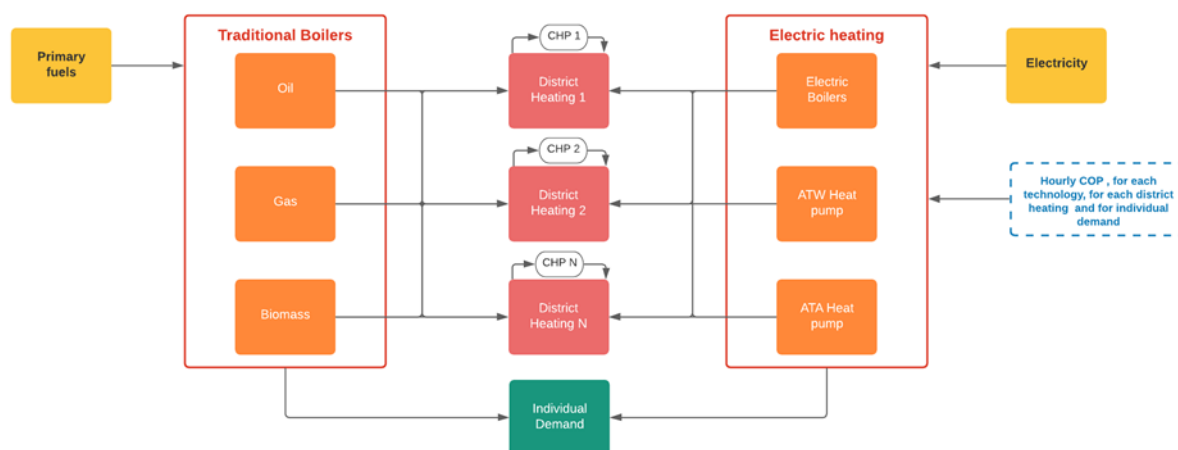 Primary
fuels
Traditional Boilers
Oil
Gas
Biomass
CHP 1
District
Heating 1
CHP 2
District
Heating 2
CHP N
District
Heating N
Individual
Demand
Electric heating
Electric
Boilers
ATW Heat
pump
ATA Heat
pump
Electricity
Hourly COP , for each
technology, for each district
heating and for individual
demand